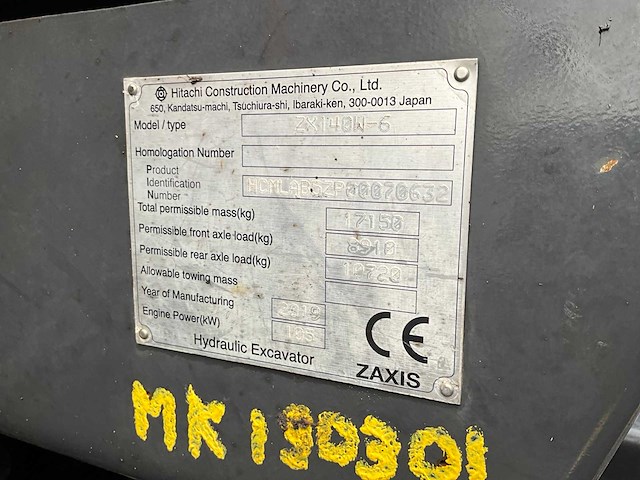 Hitachi Construction Machinery Co., Ltd.
650, Kandatsu-machi, Tsuchiura-shi, Ibaraki-ken, 300-0013 Japan
Model / type ZX140W-6
Homologation Number
Product Identification Number
Total permissible mass(kg) 17150
Permissible front axle load(kg)
Permissible rear axle load(kg) 10720
Allowable towing mass
Year of Manufacturing
Engine Power(kW)
Hydraulic Excavator
CE
ZAXIS
MK130301